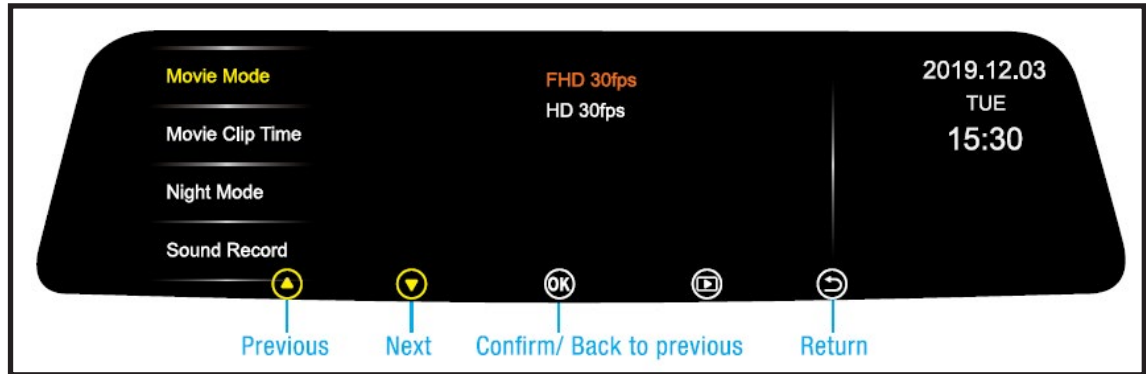 Movie Mode
Movie Clip Time
Night Mode
Sound Record
FHD 30fps
HD 30fps
2019.12.03
TUE
15:30
OK
Previous
Next
Confirm/ Back to previous
Return